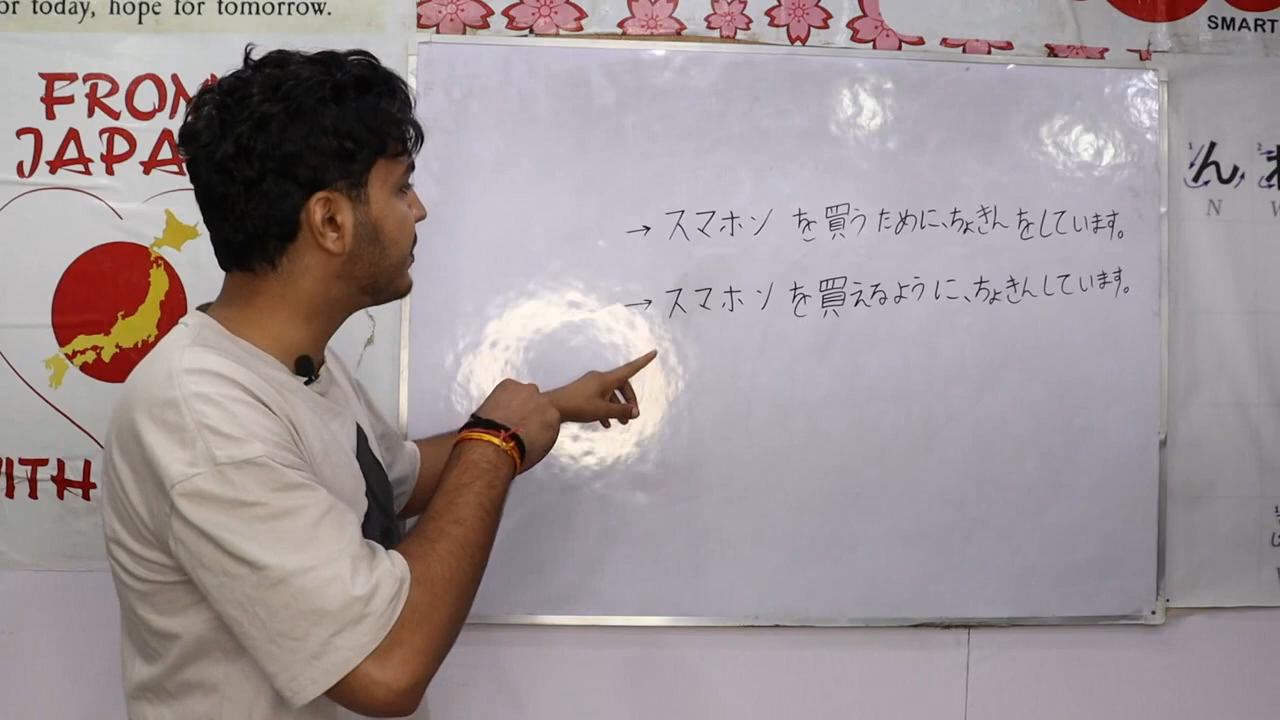 or today, hope for tomorrow.
FROM
JAPA
WITH
SMART
→ スマホン を買うために、ちょきんをしています。
→ スマホン を買えるように、ちょきんしています。
ん
N
W